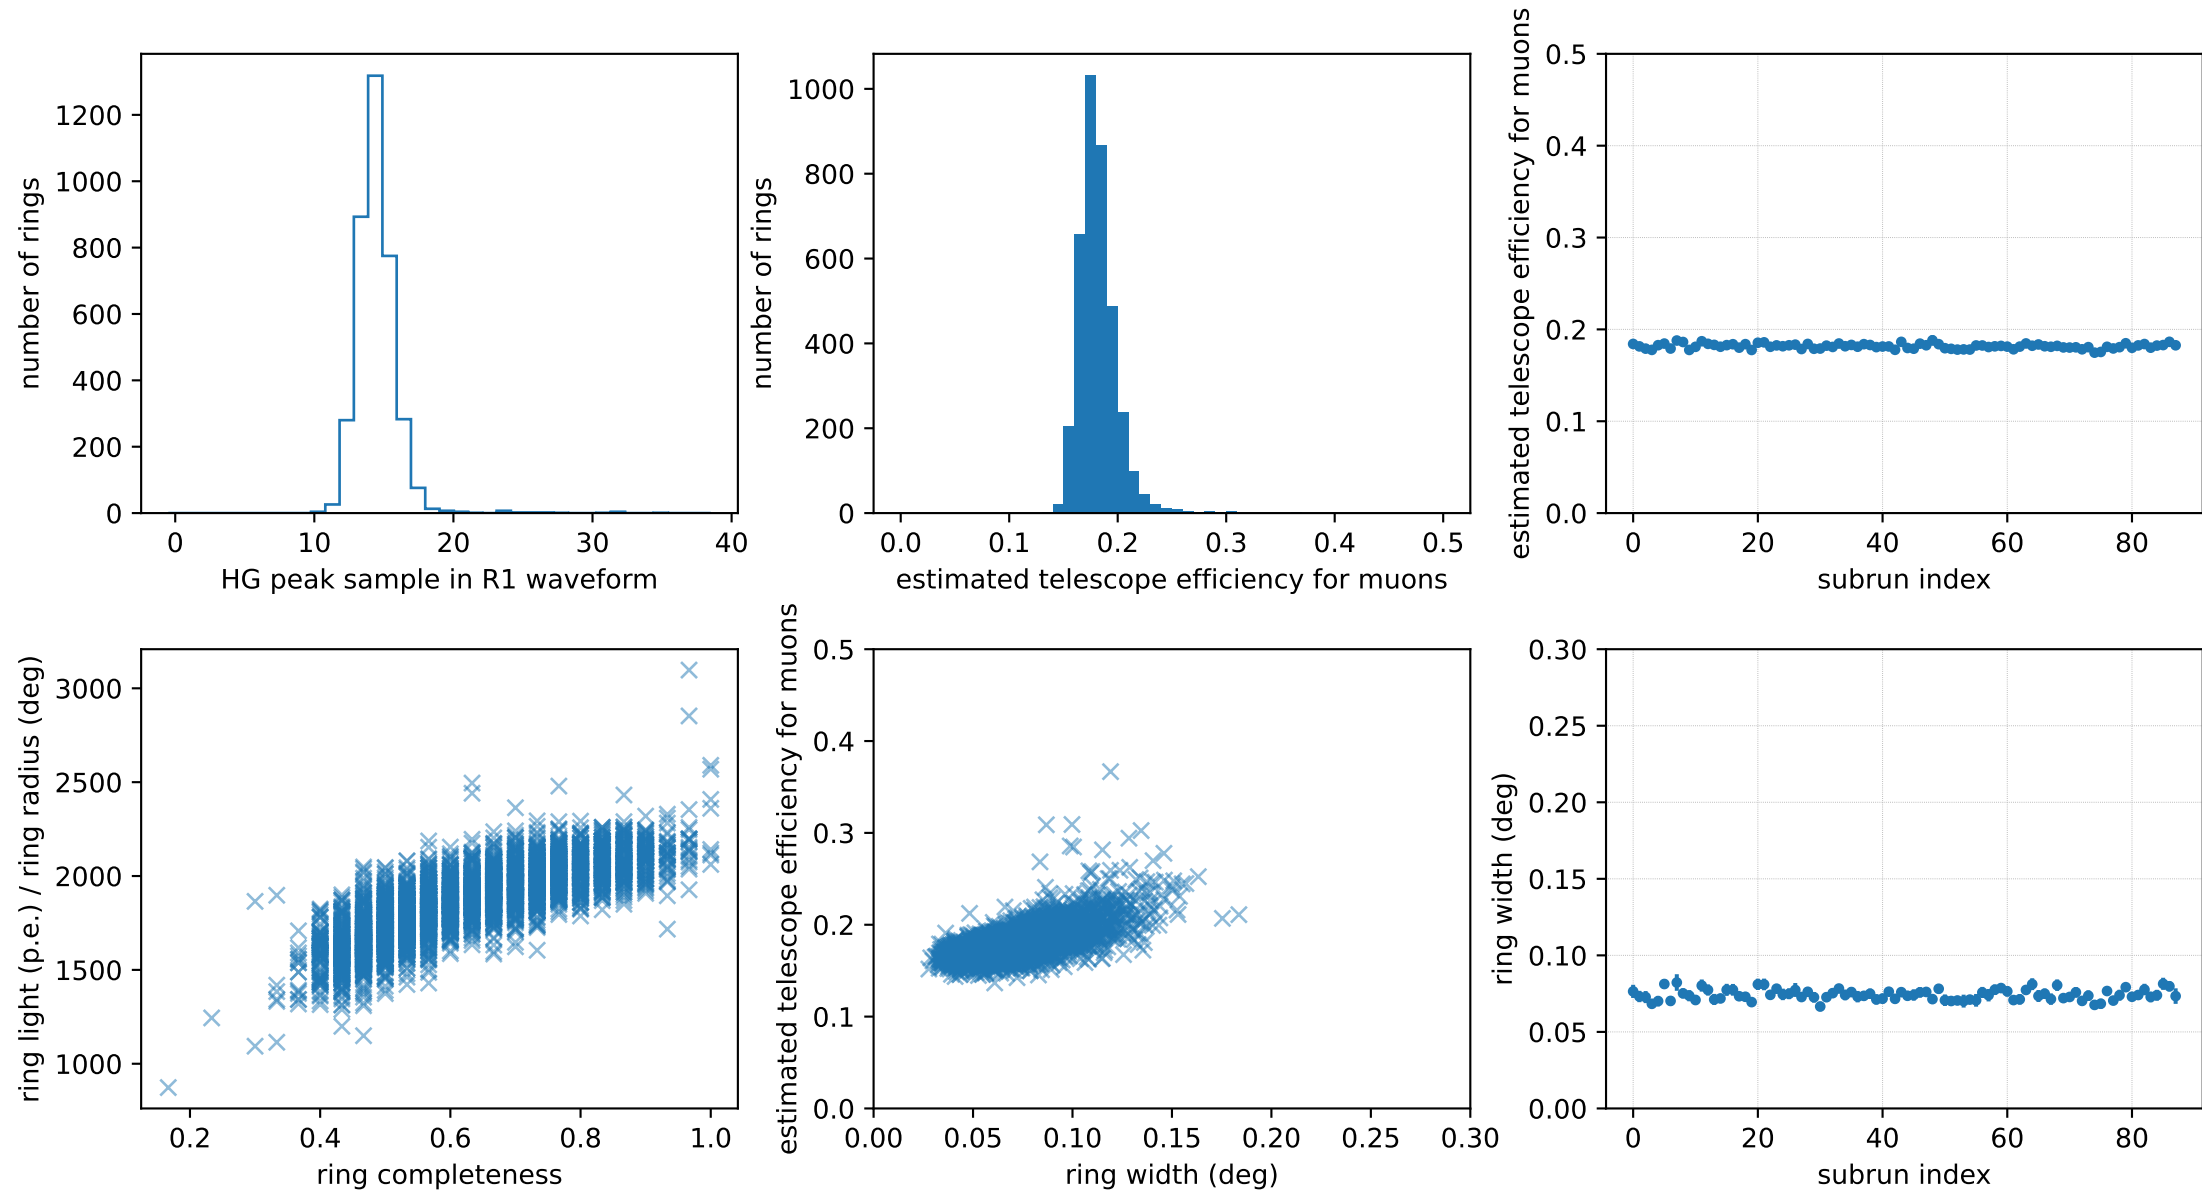 number of rings
1200
1000
800
600
400
200
0
0 10 20 30 40
HG peak sample in R1 waveform
number of rings
1000
800
600
400
200
0
0.0 0.1 0.2 0.3 0.4 0.5
estimated telescope efficiency for muons
estimated telescope efficiency for muons
0.5
0.4
0.3
0.2
0.1
0.0
0 20 40 60 80
subrun index
ring light (p.e.) / ring radius (deg)
3000
2500
2000
1500
1000
0.2 0.4 0.6 0.8 1.0
ring completeness
estimated telescope efficiency for muons
0.5
0.4
0.3
0.2
0.1
0.0
0.00 0.05 0.10 0.15 0.20 0.25 0.30
ring width (deg)
ring width (deg)
0.30
0.25
0.20
0.15
0.10
0.05
0.00
0 20 40 60 80
subrun index